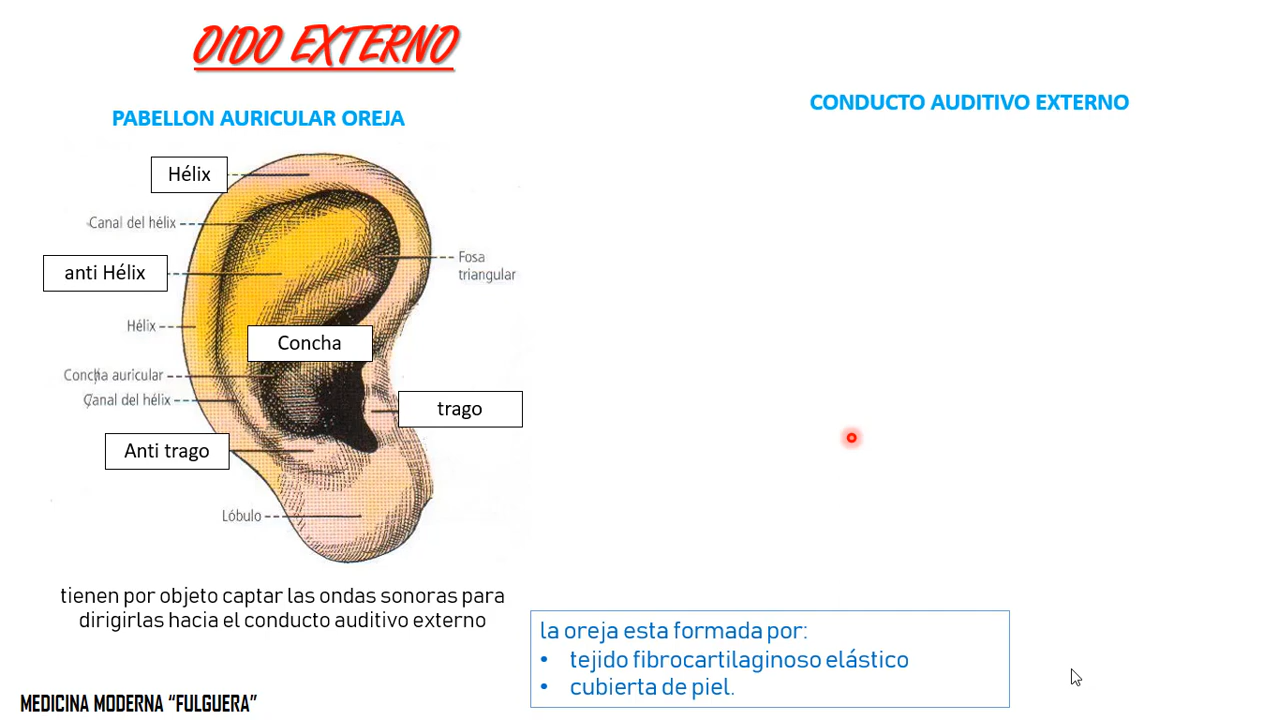 OIDO EXTERNO
PABELLON AURICULAR OREJA
Hélix
Canal del hélix
anti Hélix
Hélix
Concha
Concha auricular
Canal del hélix
Anti trago
Lóbulo
Fosa
triangular
trago
tienen por objeto captar las ondas sonoras para
dirigirlas hacia el conducto auditivo externo
CONDUCTO AUDITIVO EXTERNO
la oreja esta formada por:
• tejido fibrocartilaginoso elástico
• cubierta de piel.
MEDICINA MODERNA “FULGUERA”